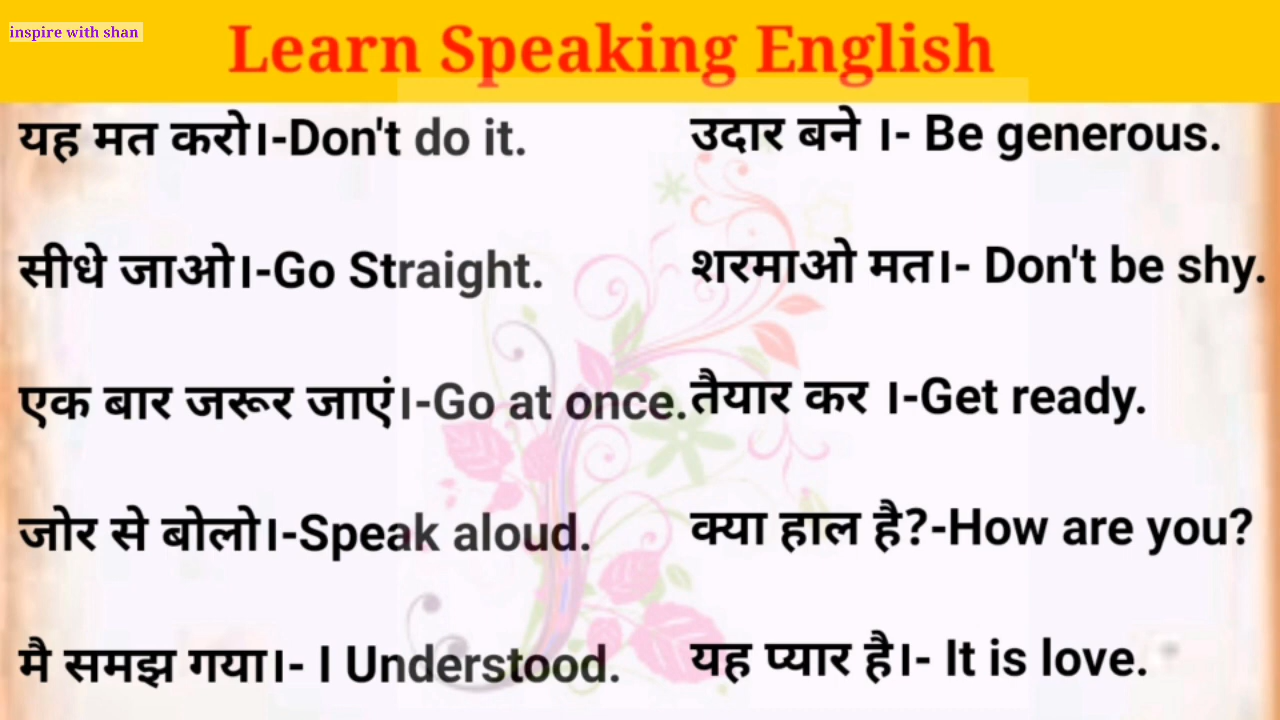 inspire with shan
Learn Speaking English
यह मत करो।-Don't do it.
सीधे जाओ।-Go Straight.
एक बार जरूर जाएं।-Go at once.
जोर से बोलो।-Speak aloud.
मै समझ गया।- I Understood.
उदार बने ।- Be generous.
शरमाओ मत।- Don't be shy.
तैयार कर ।-Get ready.
क्या हाल है?-How are you?
यह प्यार है।- It is love.